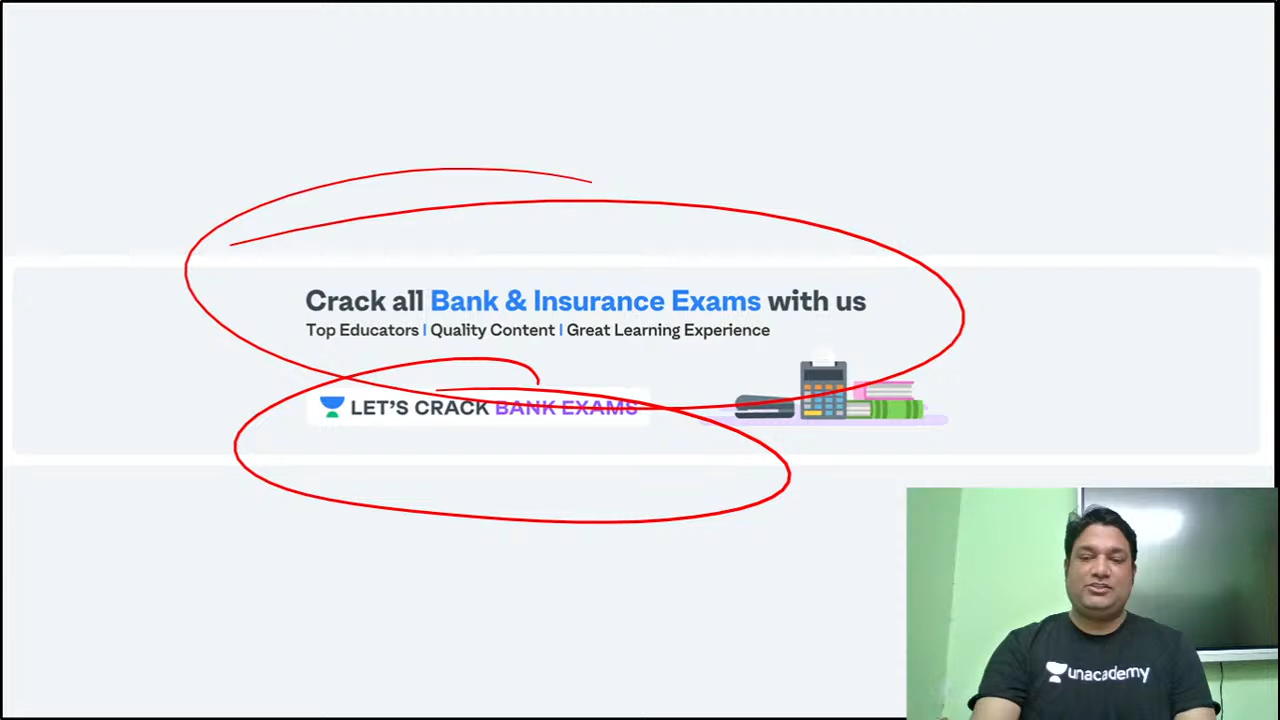 Crack all Bank & Insurance Exams with us
Top Educators | Quality Content | Great Learning Experience
LET'S CRACK BANK EXAMS
unacademy